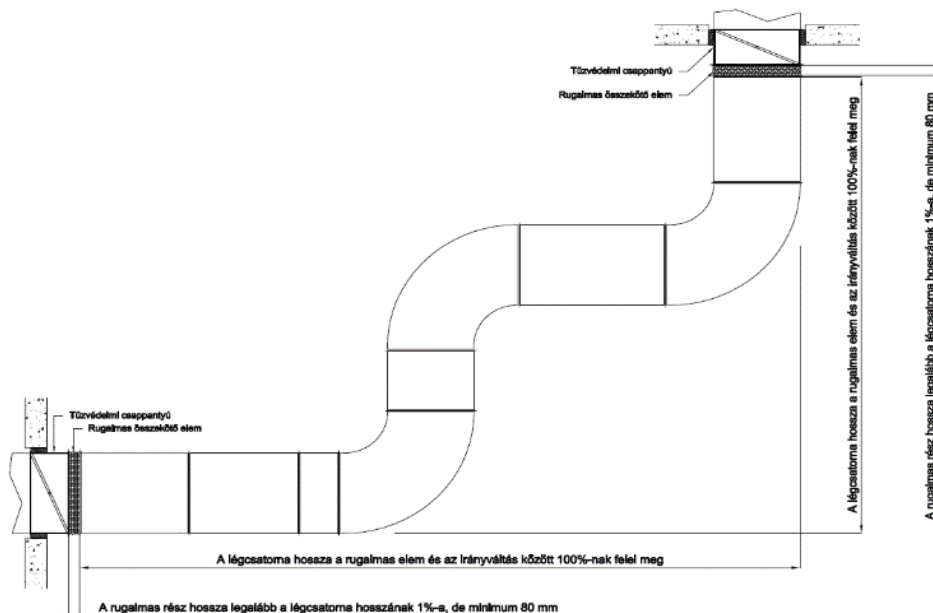 Tűzvédelmi csappantyú
Rugalmas összekötő elem
A légcsatorna hossza a rugalmas elem és az irányváltás között 100%-nak felel meg
A rugalmas rész hossza legalább a légcsatorna hosszának 1%-a, de minimum 80 mm
Tűzvédelmi csappantyú
Rugalmas összekötő elem
A légcsatorna hossza a rugalmas elem és az irányváltás között 100%-nak felel meg
A rugalmas rész hossza legalább a légcsatorna hosszának 1%-a, de minimum 80 mm